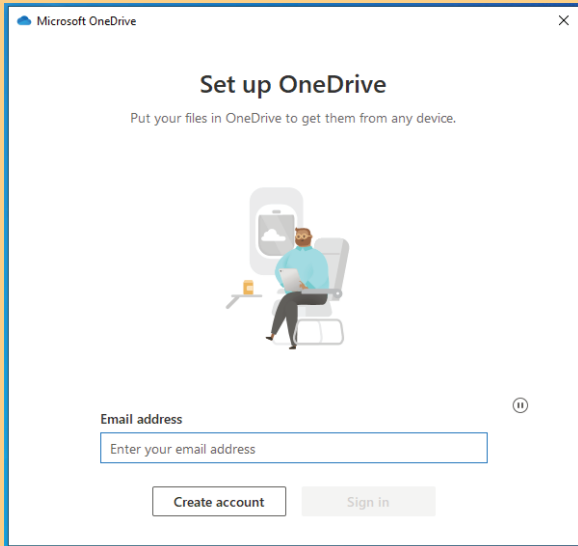 Microsoft OneDrive
Set up OneDrive
Put your files in OneDrive to get them from any device.
Email address
Enter your email address
Create account
Sign in